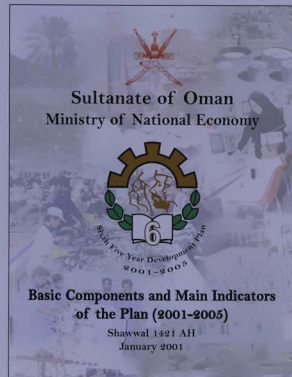 Sultanate of Oman
Ministry of National Economy
6
Sixth Five Year Development Plan
2001-2005
Basic Components and Main Indicators
of the Plan (2001-2005)
Shawwal 1421 AH
January 2001